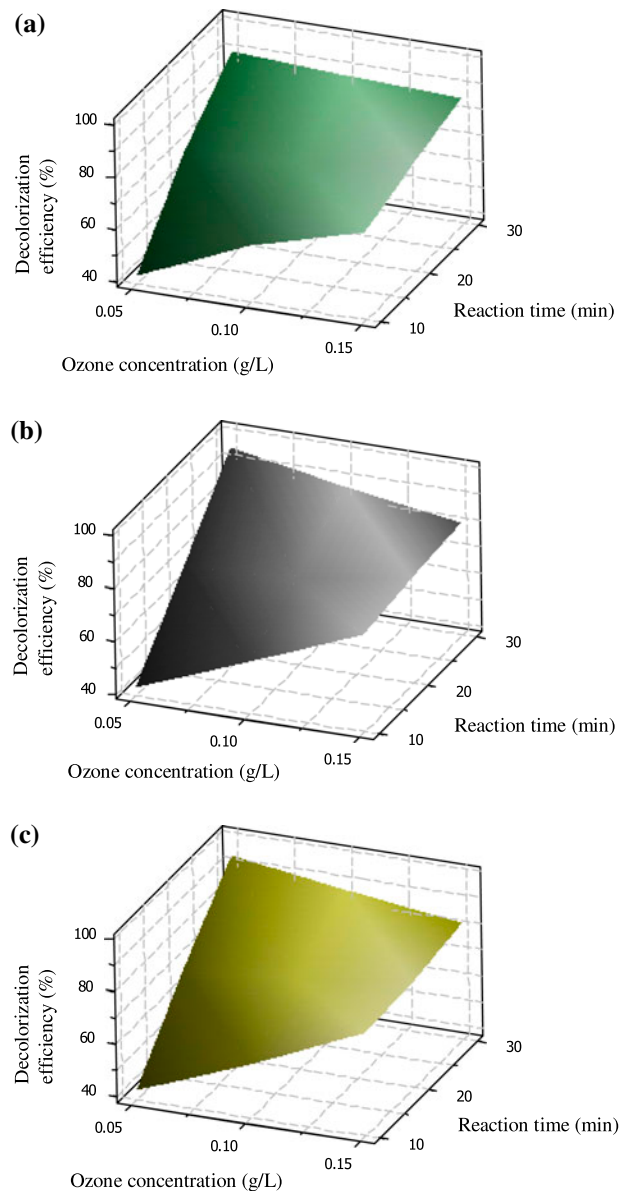 (a)
100
80
60
40
Decolorization
efficiency (%)
0.05
0.10
0.15
10
20
30
Reaction time (min)
Ozone concentration (g/L)
(b)
100
80
60
40
Decolorization
efficiency (%)
0.05
0.10
0.15
10
20
30
Reaction time (min)
Ozone concentration (g/L)
(c)
100
80
60
40
Decolorization
efficiency (%)
0.05
0.10
0.15
10
20
30
Reaction time (min)
Ozone concentration (g/L)